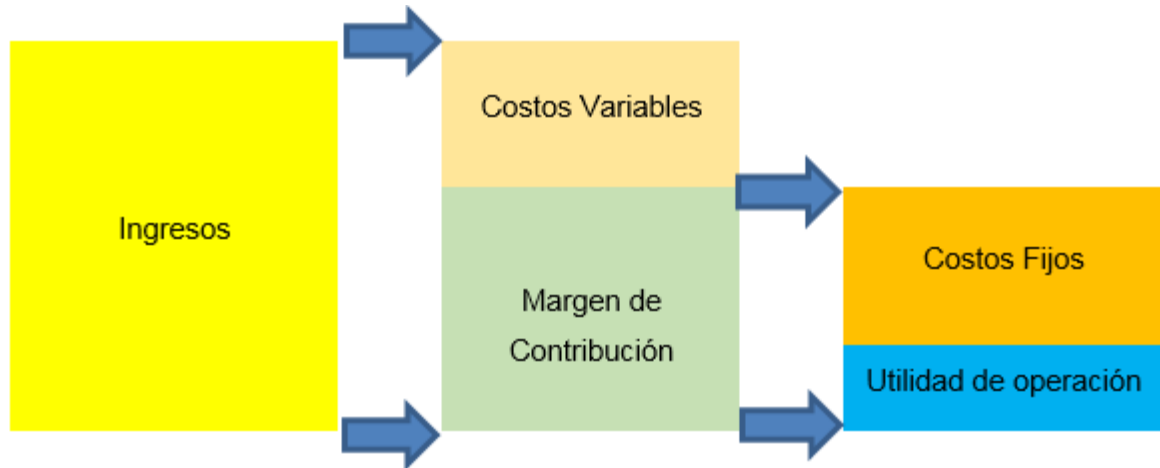 Ingresos
Costos Variables
Margen de
Contribución
Costos Fijos
Utilidad de operación